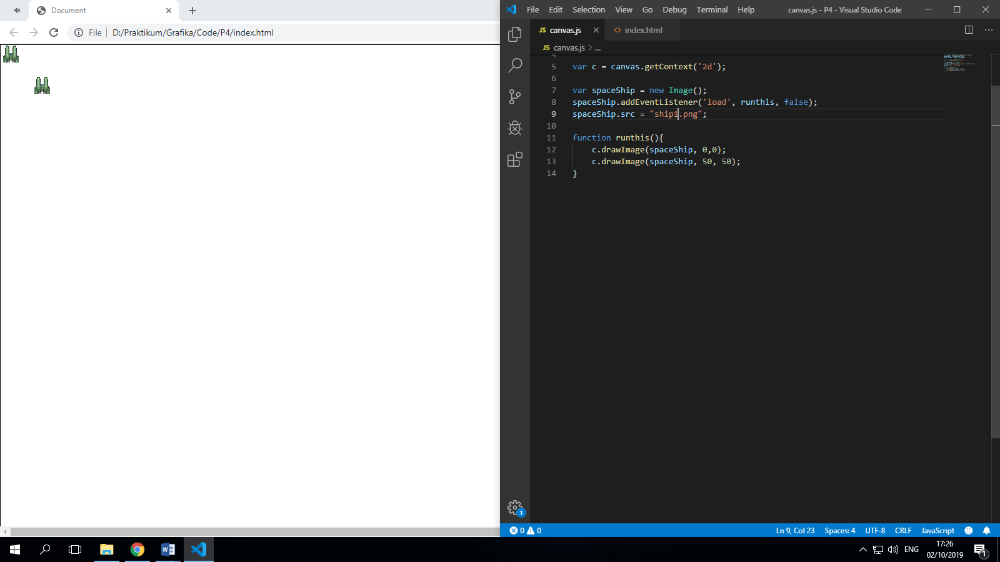 Document
File D:/Praktikum/Grafika/Code/P4/index.html
File Edit Selection View Go Debug Terminal Help
canvas.js - P4 - Visual Studio Code
JS canvas.js
<> index.html
JS canvas.js > ...
4
5 var c = canvas.getContext('2d');
6
7 var spaceShip = new Image();
8 spaceShip.addEventListener('load', runthis, false);
9 spaceShip.src = "ship1.png";
10
11 function runthis(){
12     c.drawImage(spaceShip, 0,0);
13     c.drawImage(spaceShip, 50, 50);
14 }
1
0 0
Ln 9, Col 23 Spaces: 4 UTF-8 CRLF JavaScript
ENG
17:26
02/10/2019
1